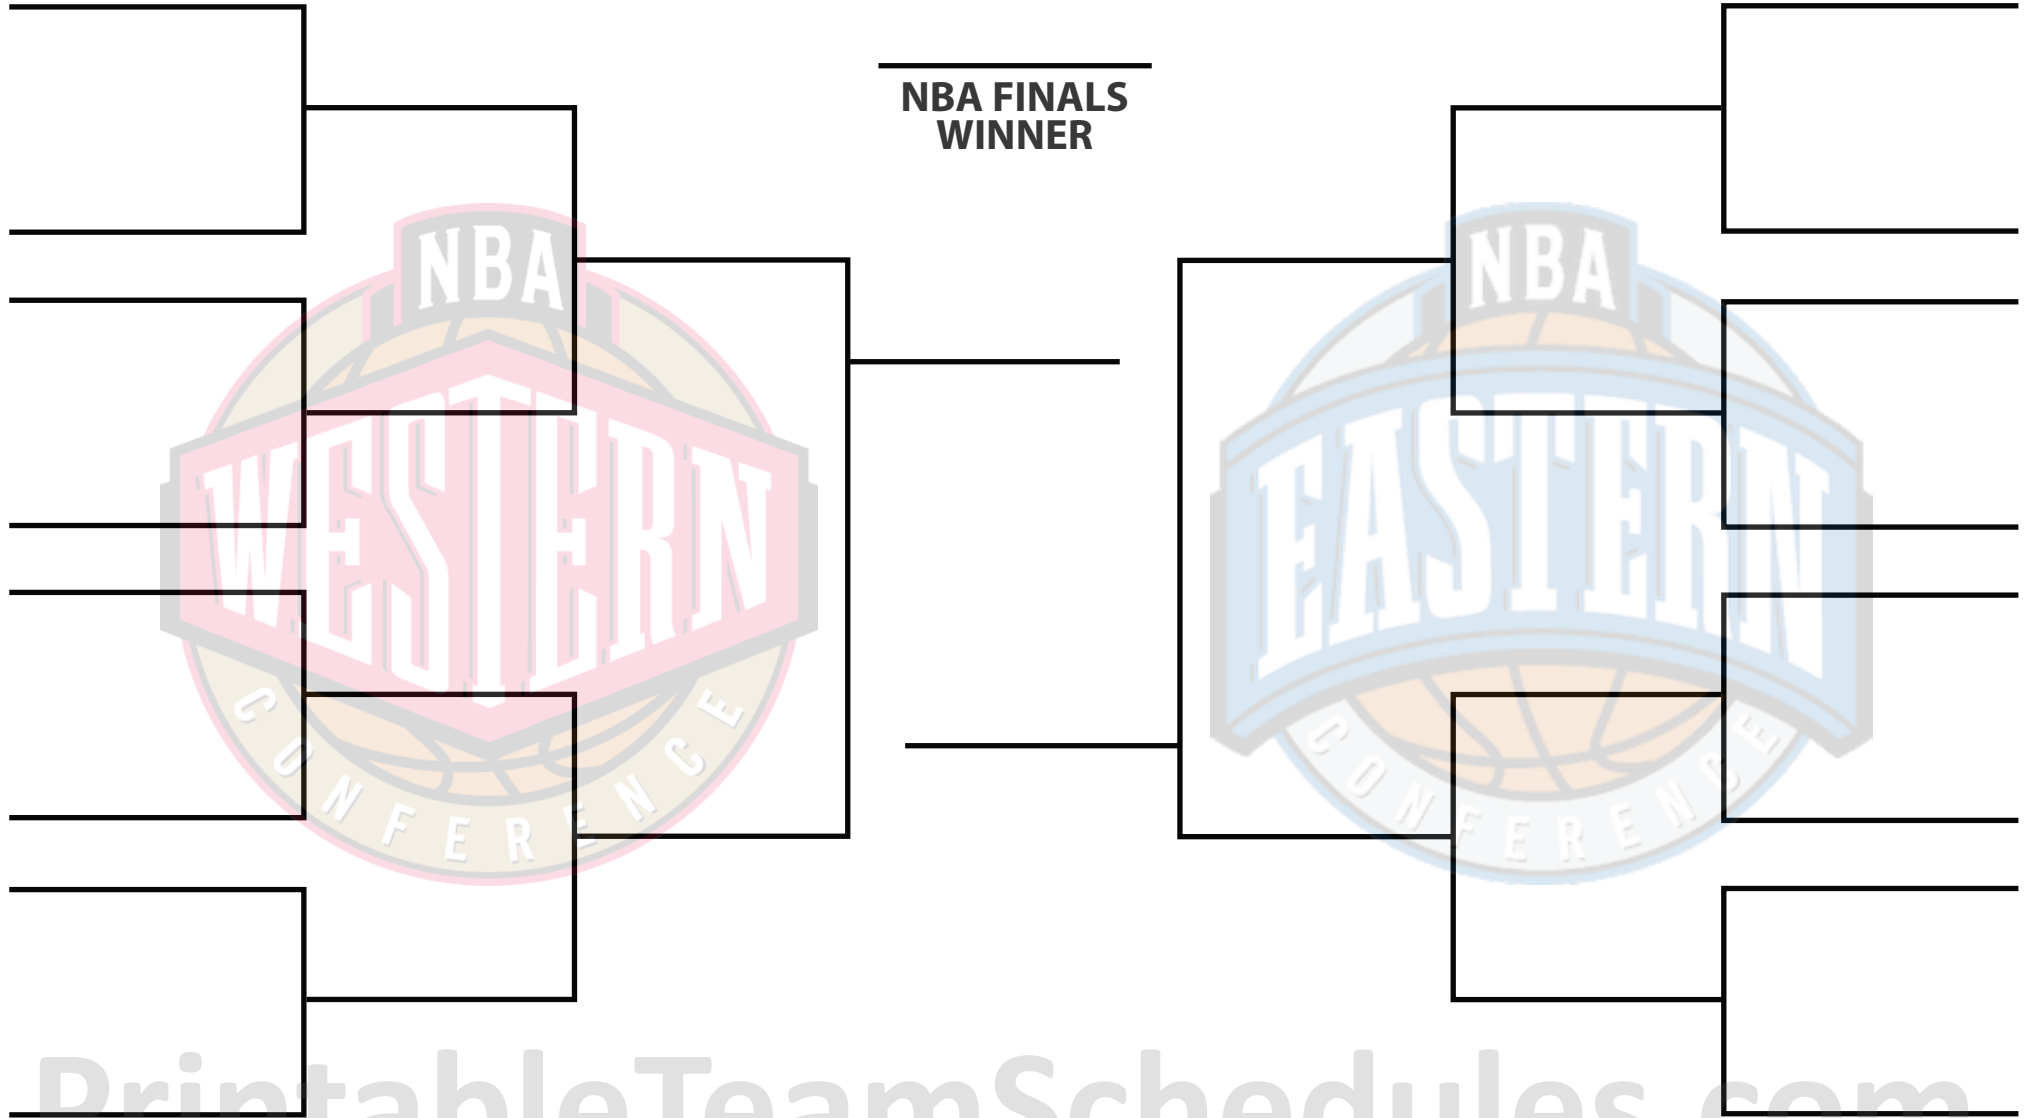 NBA FINALS
WINNER
NBA
WESTERN
CONFERENCE
NBA
EASTERN
CONFERENCE
PrintableTeamSchedules.com